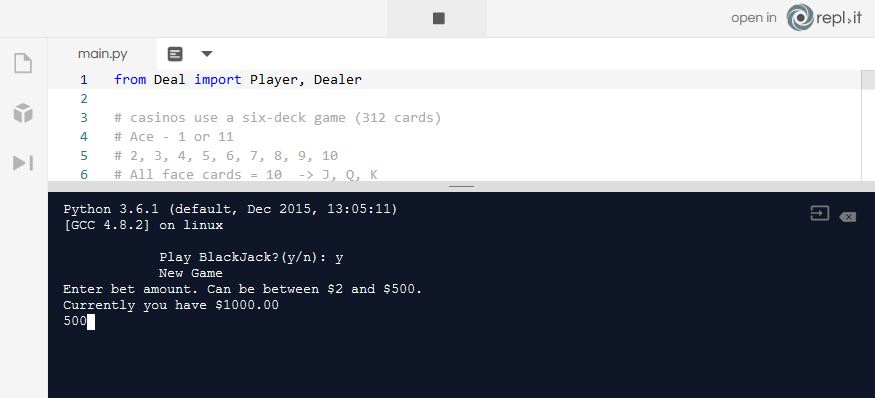 open in repl.it
main.py
1 from Deal import Player, Dealer
2
3 # casinos use a six-deck game (312 cards)
4 # Ace - 1 or 11
5 # 2, 3, 4, 5, 6, 7, 8, 9, 10
6 # All face cards = 10 -> J, Q, K
Python 3.6.1 (default, Dec 2015, 13:05:11)
[GCC 4.8.2] on linux
Play BlackJack?(y/n): y
New Game
Enter bet amount. Can be between $2 and $500.
Currently you have $1000.00
500